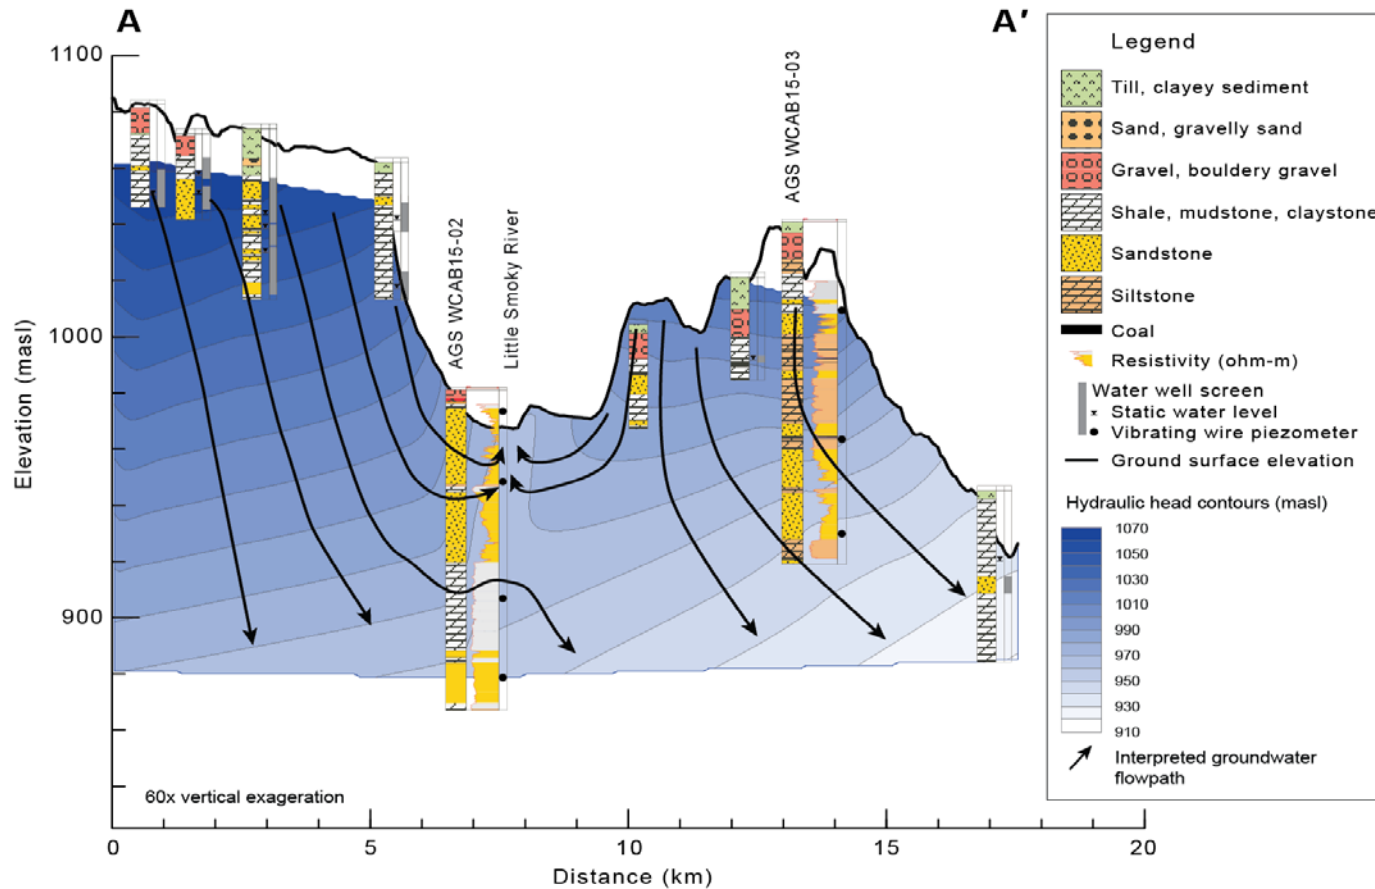 A
A′
1100
1000
900
Elevation (masl)
AGS WCAB15-02
Little Smoky River
AGS WCAB15-03
60x vertical exageration
0
5
10
15
20
Distance (km)
Legend
Till, clayey sediment
Sand, gravelly sand
Gravel, bouldery gravel
Shale, mudstone, claystone
Sandstone
Siltstone
Coal
Resistivity (ohm-m)
Water well screen
Static water level
Vibrating wire piezometer
Ground surface elevation
Hydraulic head contours (masl)
1070
1050
1030
1010
990
970
950
930
910
Interpreted groundwater
flowpath